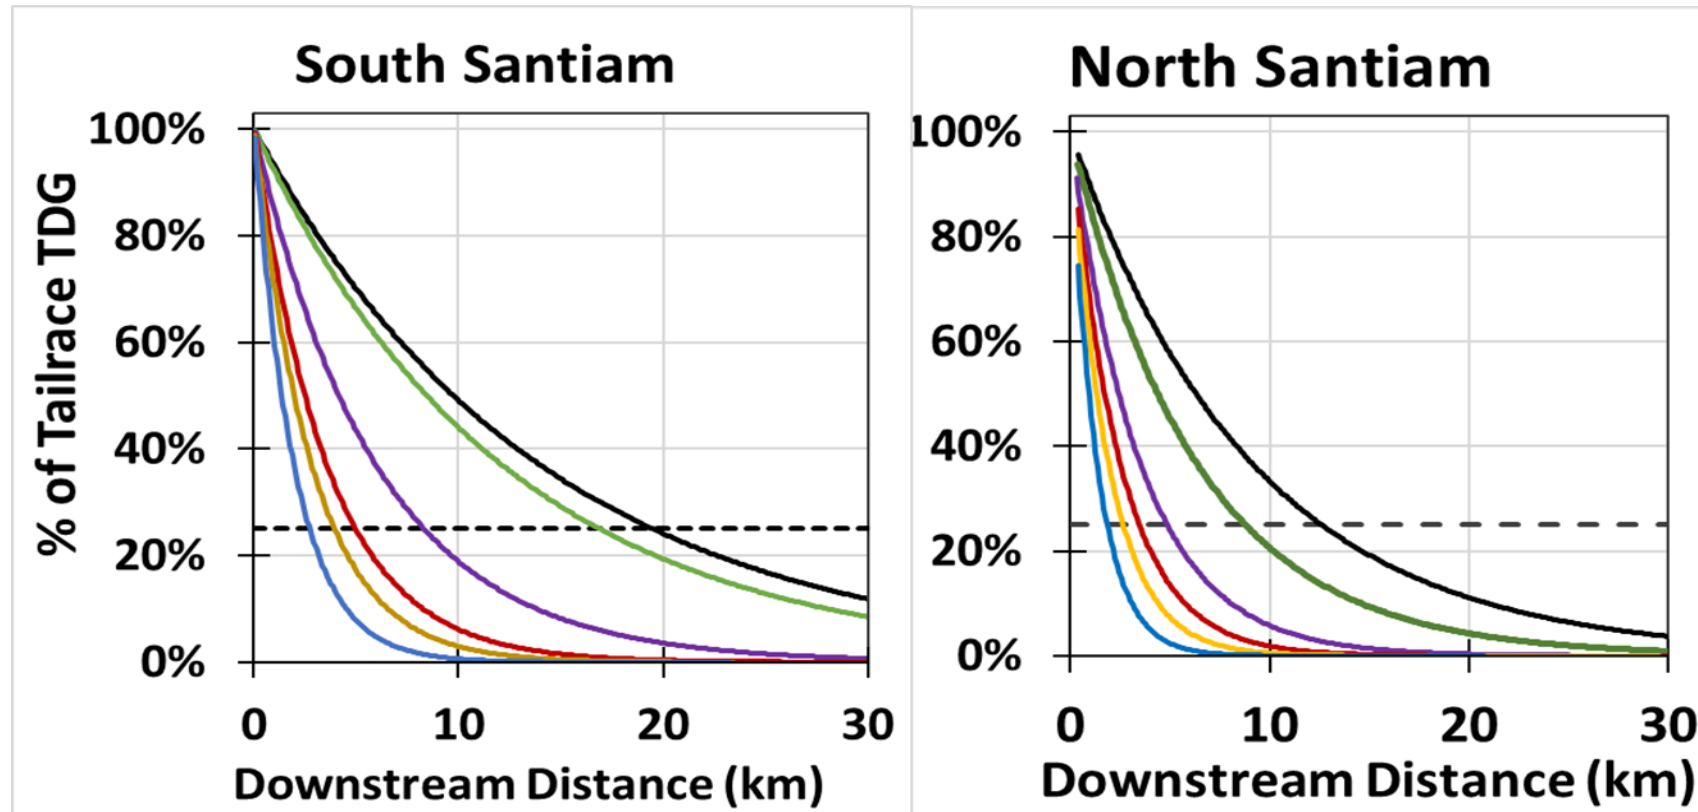 South Santiam
100%
80%
60%
40%
20%
0%
% of Tailrace TDG
0 10 20 30
Downstream Distance (km)
North Santiam
100%
80%
60%
40%
20%
0%
0 10 20 30
Downstream Distance (km)